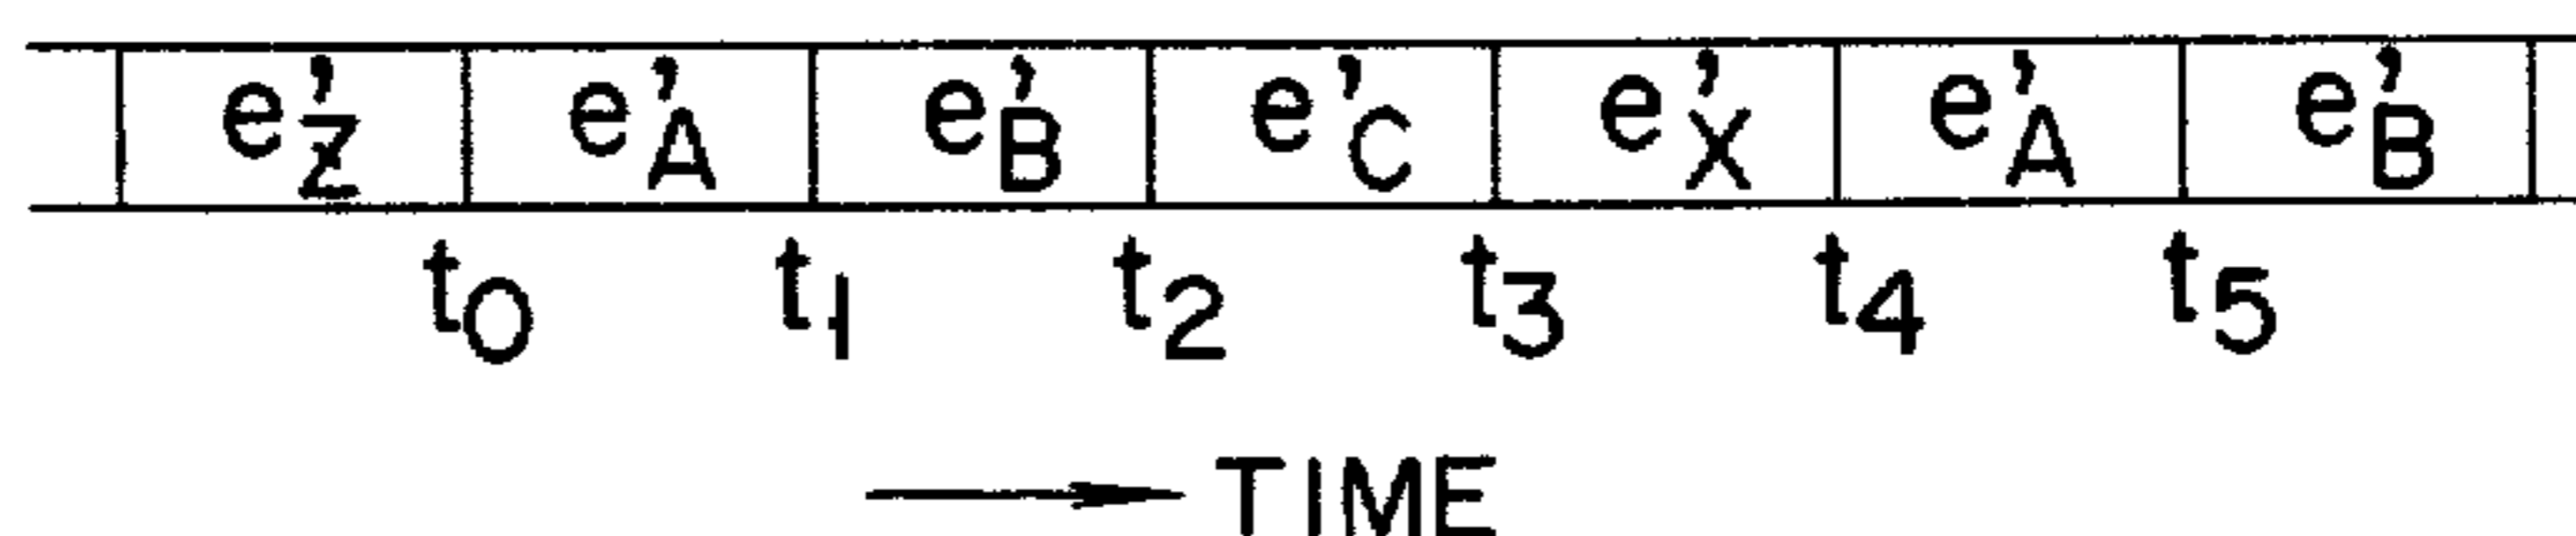 e'Z e'A e'B e'C e'X e'A e'B
t0 t1 t2 t3 t4 t5
TIME